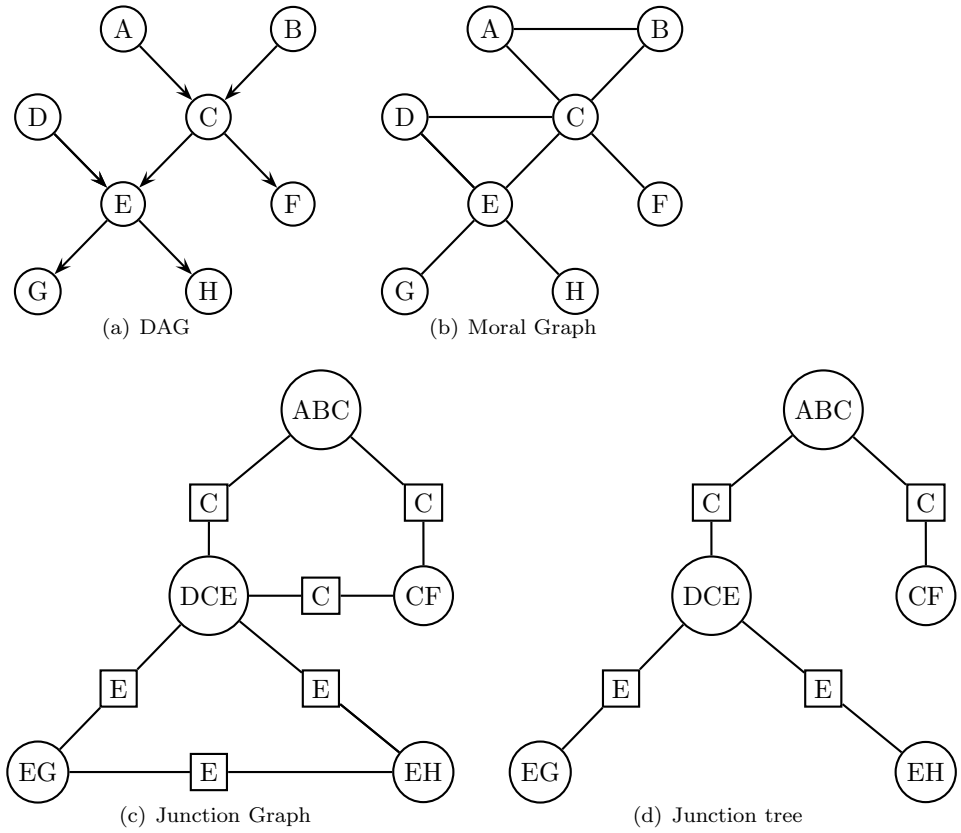 A B
D C
E F
G H
(a) DAG
A B
D C
E F
G H
(b) Moral Graph
ABC
C C
DCE C CF
E E
EG E EH
(c) Junction Graph
ABC
C C
DCE CF
E E
EG EH
(d) Junction tree